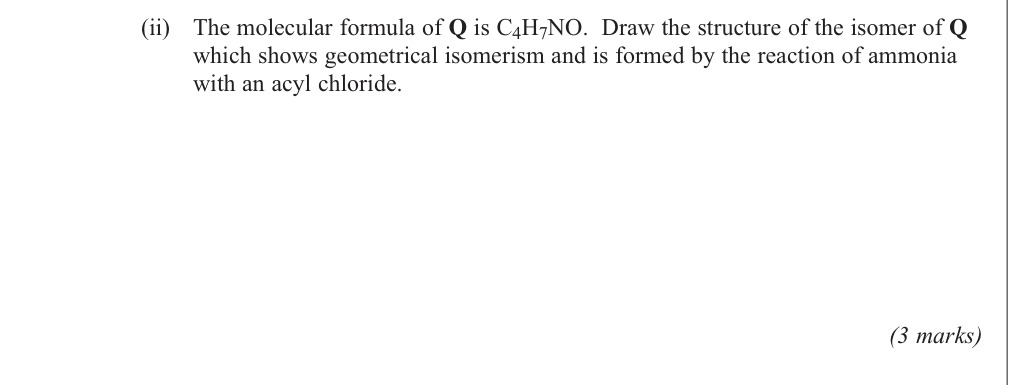 (ii) The molecular formula of Q is C₄H₇NO. Draw the structure of the isomer of Q
which shows geometrical isomerism and is formed by the reaction of ammonia
with an acyl chloride.
(3 marks)